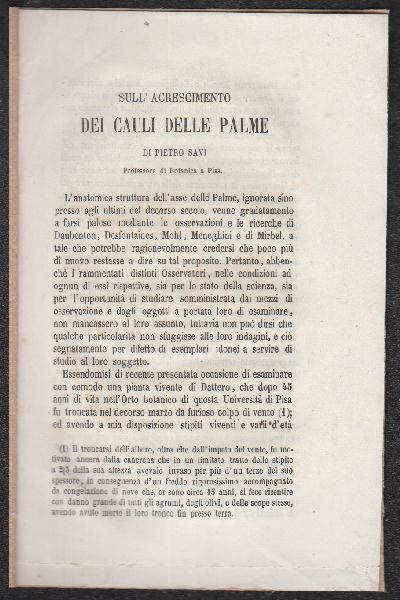 SULL' ACRESCIMENTO
DEI CAULI DELLE PALME
DI PIETRO SAVI
Professore di Botanica a Pisa.
L'anatomica struttura dell'asse delle Palme, ignorata sino
presso agli ultimi del decorso secolo, venne gradatamente
a farsi palese mediante le osservazioni e le ricerche di
Daubenton, Desfontaines, Mohl, Meneghini e di Mirbel, a
tale che potrebbe ragionevolmente credersi che poco più
di nuovo restasse a dire su tal proposito. Pertanto, abben-
chè i rammentati distinti Osservatori, nelle condizioni ad
ognun di essi rispettive, sia per lo stato della scienza, sia
per l'opportunità di studiare somministrata dai mezzi di
osservazione e dagli oggetti a portata loro di esaminare,
non mancassero al loro assunto, tuttavia non può dirsi che
qualche particolarità non sfuggisse alle loro indagini, e ciò
segnatamente per difetto di esemplari idonei a servire di
studio al loro soggetto.
Essendomisi di recente presentata occasione di esaminare
con comodo una pianta vivente di Dattero, che dopo 45
anni di vita nell'Orto botanico di questa Università di Pisa
fu troncata nel decorso marzo da furioso colpo di vento (1);
ed avendo a mia disposizione stipiti viventi e varii d'età
(1) Il troncarsi dell'albero, oltre che dall'impeto del vento, fu mo-
tivato ancora dalla cancrena che in un limitato tratto dello stipito
a 2/3 della sua altezza avevalo invaso per più d'un terzo del suo
spessore, in conseguenza d'un freddo rigorosissimo accompagnato
da congelazione di neve che, or sono circa 15 anni, si fece risentire
con danno grande di tutti gli agrumi, degli olivi, e delle scope stesse,
avendo avuto morto il loro tronco fin presso terra.